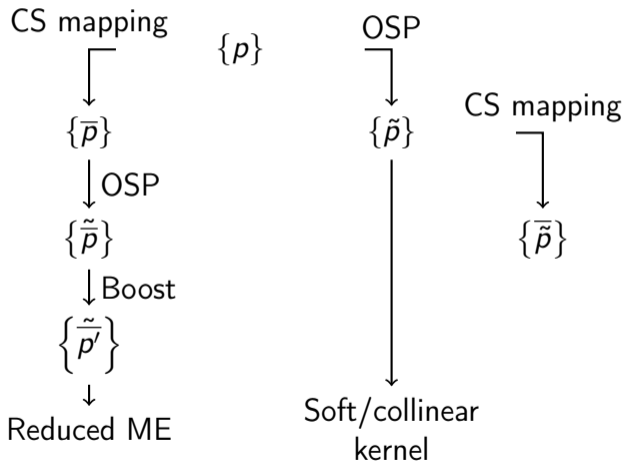 CS mapping
{p}
OSP
CS mapping
{p̅}
{p̃}
OSP
{p̅̃}
{p̃̅}
Boost
{p̅̃′}
Reduced ME
Soft/collinear
kernel